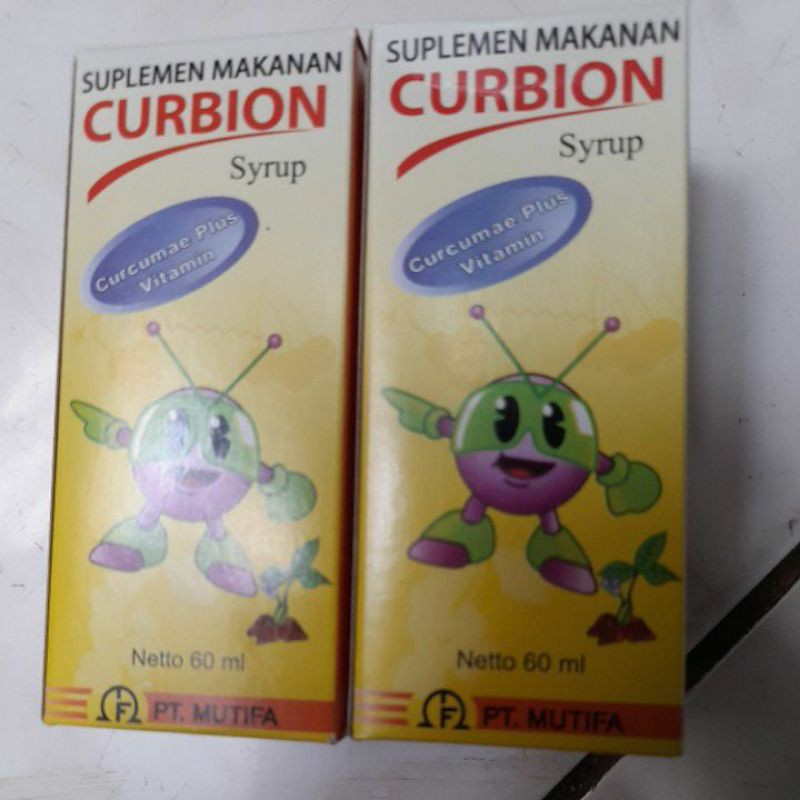 SUPLEMEN MAKANAN
CURBION
Syrup
Curcumae Plus
Vitamin
Netto 60 ml
PT. MUTIFA
SUPLEMEN MAKANAN
CURBION
Syrup
Curcumae Plus
Vitamin
Netto 60 ml
PT. MUTIFA